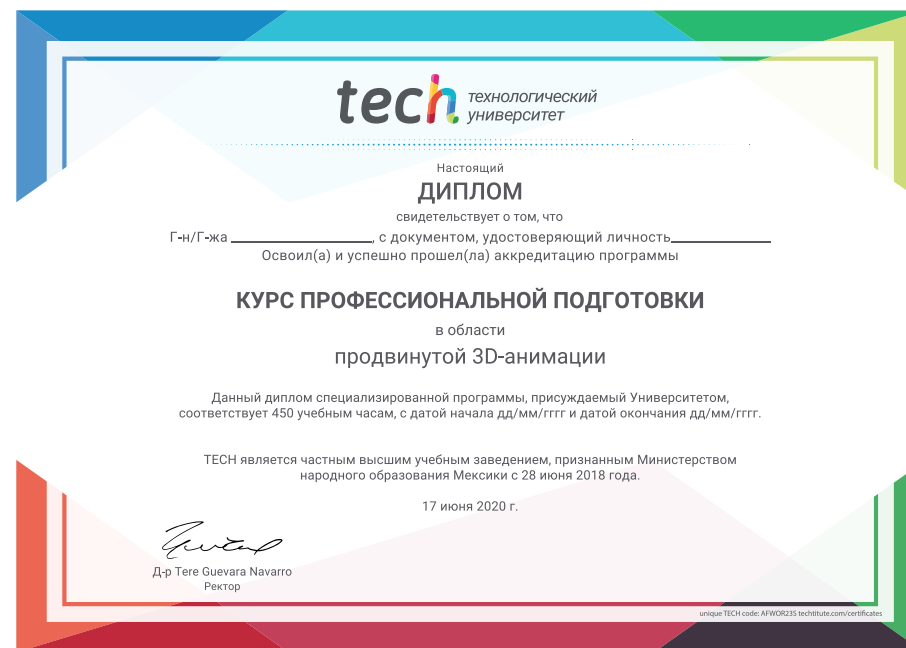 tech технологический
университет
Настоящий
ДИПЛОМ
свидетельствует о том, что
Г-н/Г-жа , с документом, удостоверяющий личность
Освоил(а) и успешно прошел(ла) аккредитацию программы
КУРС ПРОФЕССИОНАЛЬНОЙ ПОДГОТОВКИ
в области
продвинутой 3D-анимации
Данный диплом специализированной программы, присуждаемый Университетом,
соответствует 450 учебным часам, с датой начала дд/мм/гггг и датой окончания дд/мм/гггг.
TECH является частным высшим учебным заведением, признанным Министерством
народного образования Мексики с 28 июня 2018 года.
17 июня 2020 г.
Д-р Tere Guevara Navarro
Ректор
unique TECH code: AFWOR23S techtitute.com/certificates